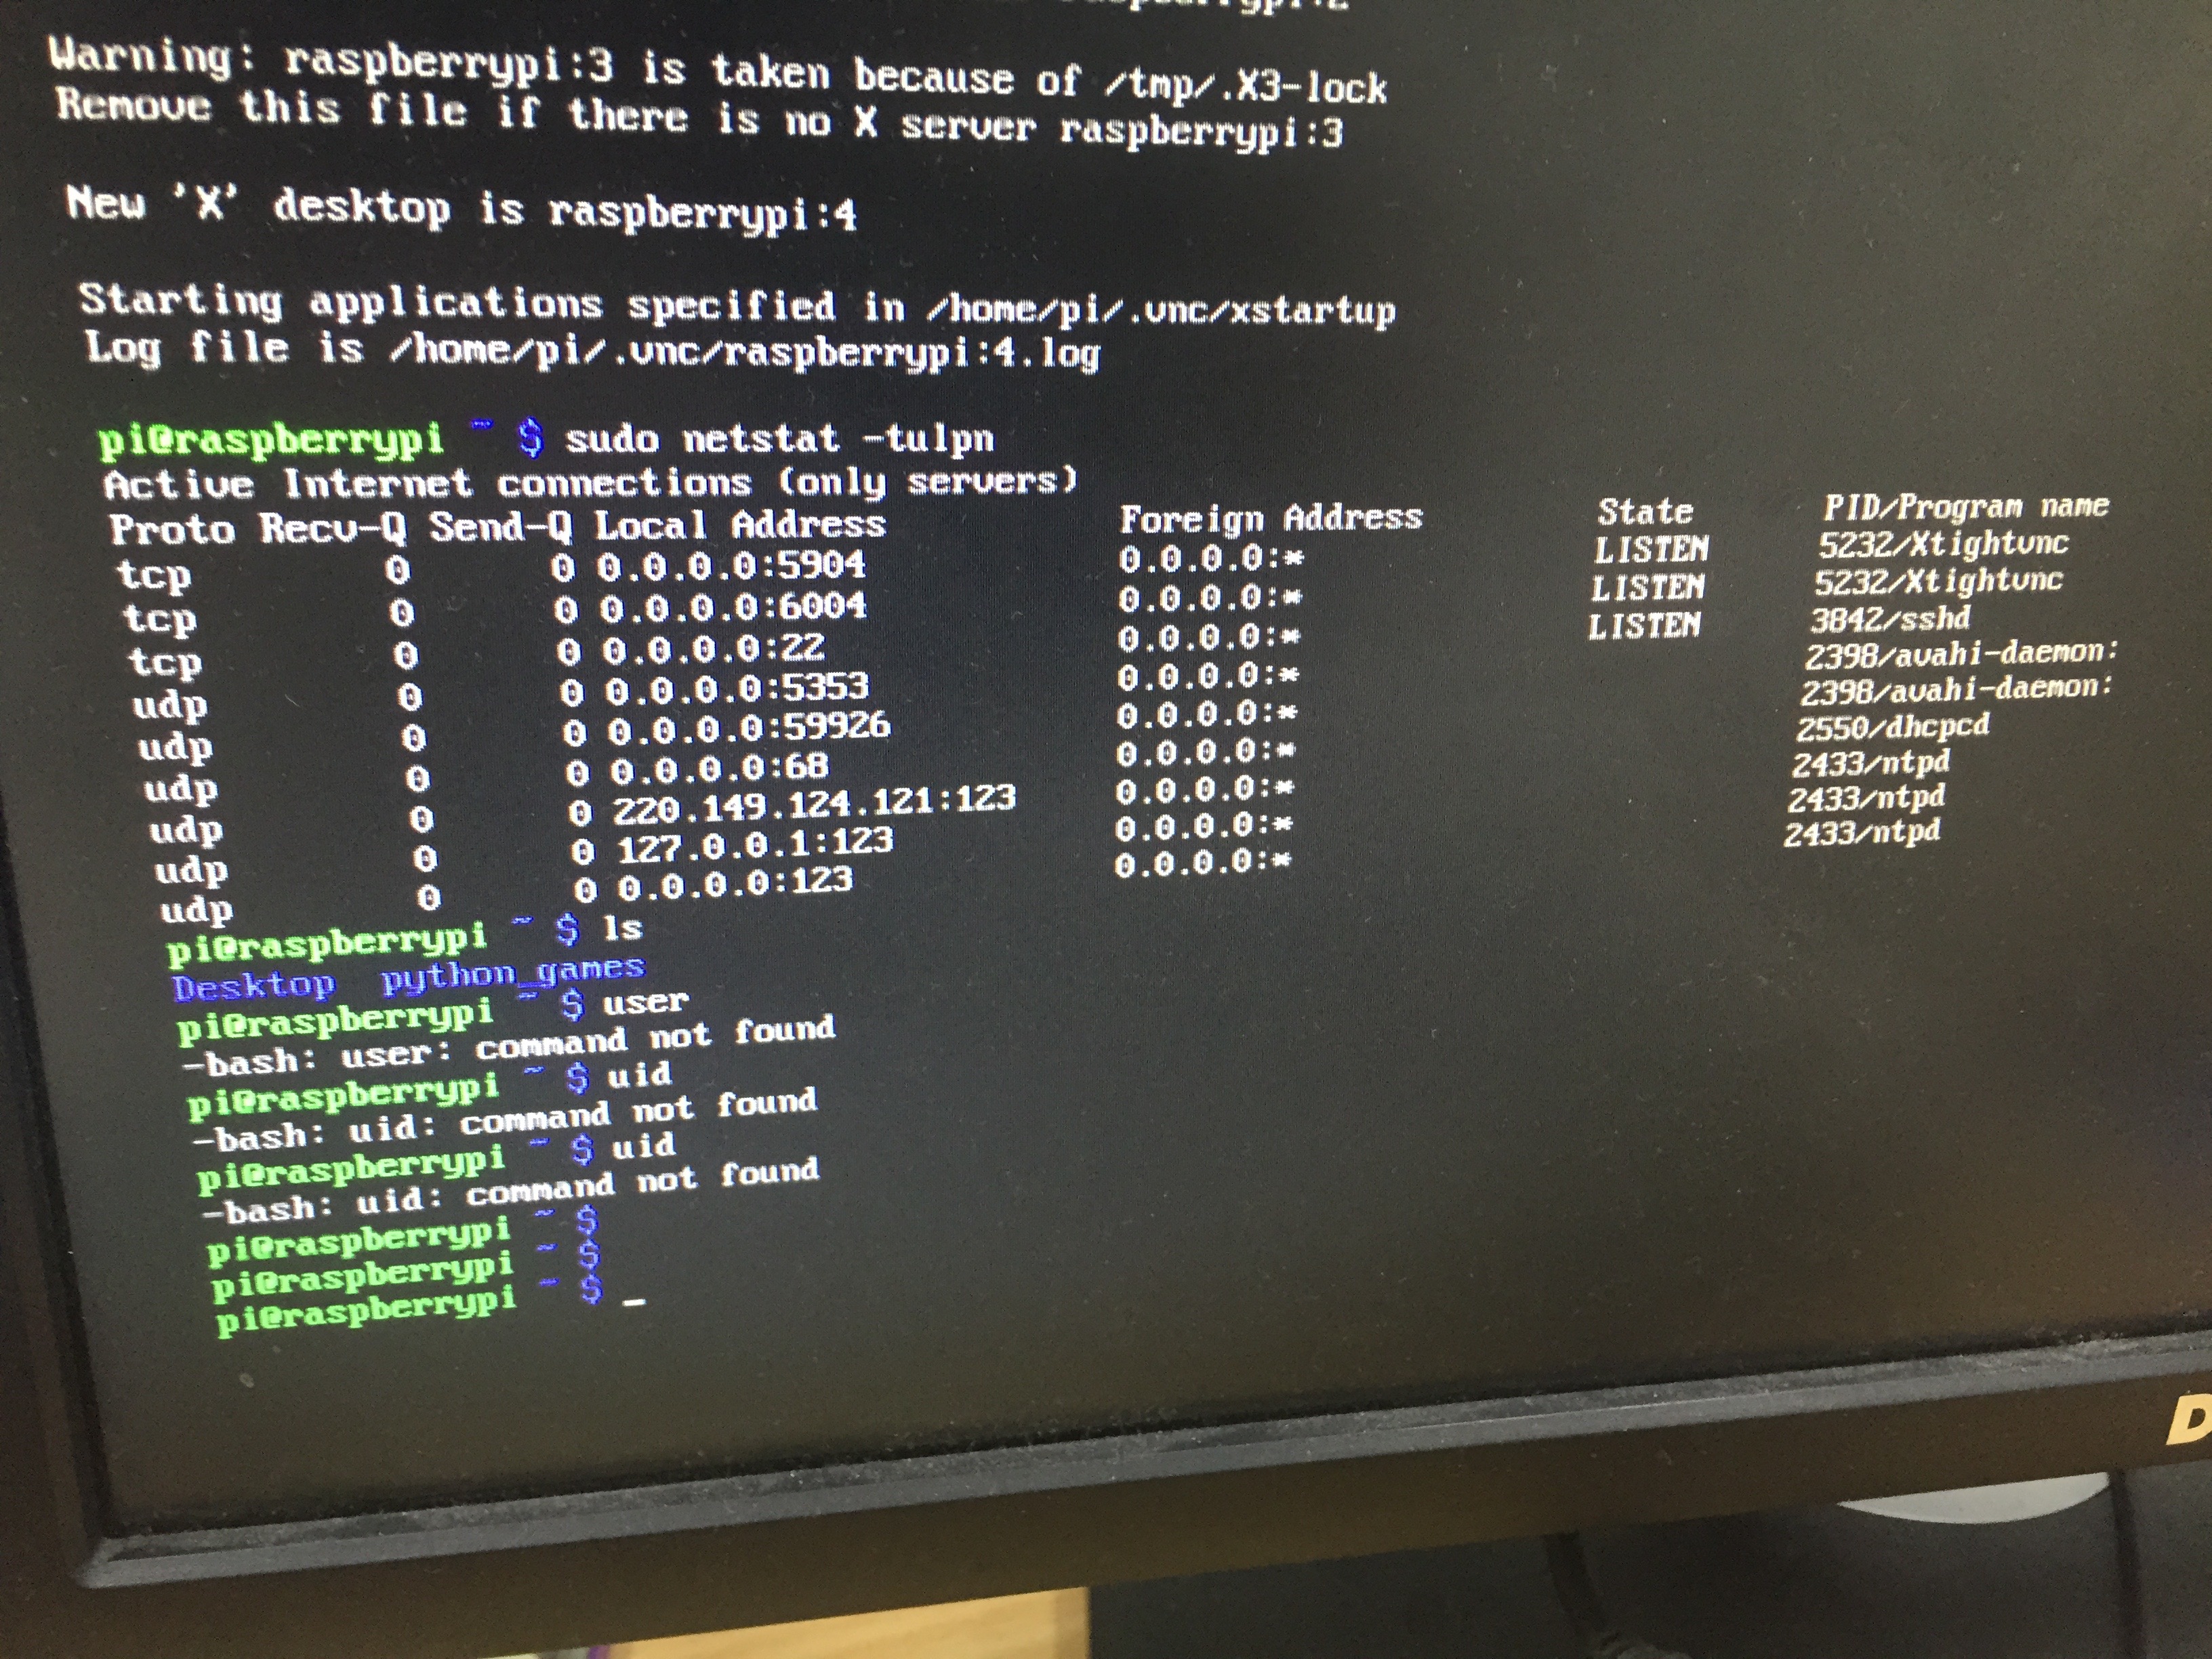 Warning: raspberrypi:3 is taken because of /tmp/.X3-lock
Remove this file if there is no X server raspberrypi:3
New 'X' desktop is raspberrypi:4
Starting applications specified in /home/pi/.vnc/xstartup
Log file is /home/pi/.vnc/raspberrypi:4.log
pi@raspberrypi ~ $ sudo netstat -tulpn
Active Internet connections (only servers)
Proto Recv-Q Send-Q Local Address Foreign Address State PID/Program name
tcp 0 0 0.0.0.0:5904 0.0.0.0:* LISTEN 5232/Xtightvnc
tcp 0 0 0.0.0.0:6004 0.0.0.0:* LISTEN 5232/Xtightvnc
tcp 0 0 0.0.0.0:22 0.0.0.0:* LISTEN 3842/sshd
udp 0 0 0.0.0.0:5353 0.0.0.0:* 2398/avahi-daemon:
udp 0 0 0.0.0.0:59926 0.0.0.0:* 2398/avahi-daemon:
udp 0 0 0.0.0.0:68 0.0.0.0:* 2550/dhcpcd
udp 0 0 220.149.124.121:123 0.0.0.0:* 2433/ntpd
udp 0 0 127.0.0.1:123 0.0.0.0:* 2433/ntpd
udp 0 0 0.0.0.0:123 0.0.0.0:* 2433/ntpd
pi@raspberrypi ~ $ ls
Desktop python_games
pi@raspberrypi ~ $ user
-bash: user: command not found
pi@raspberrypi ~ $ uid
-bash: uid: command not found
pi@raspberrypi ~ $ uid
-bash: uid: command not found
pi@raspberrypi ~ $
pi@raspberrypi ~ $
pi@raspberrypi ~ $ _